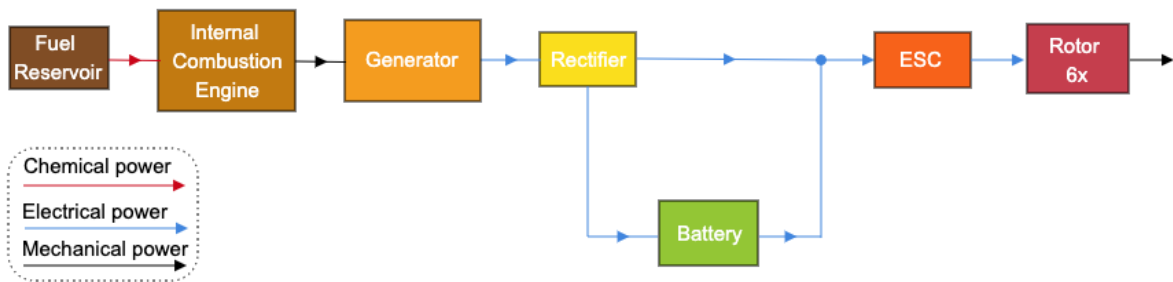 Fuel
Reservoir
Internal
Combustion
Engine
Generator
Rectifier
ESC
Rotor
6x
Battery
Chemical power
Electrical power
Mechanical power